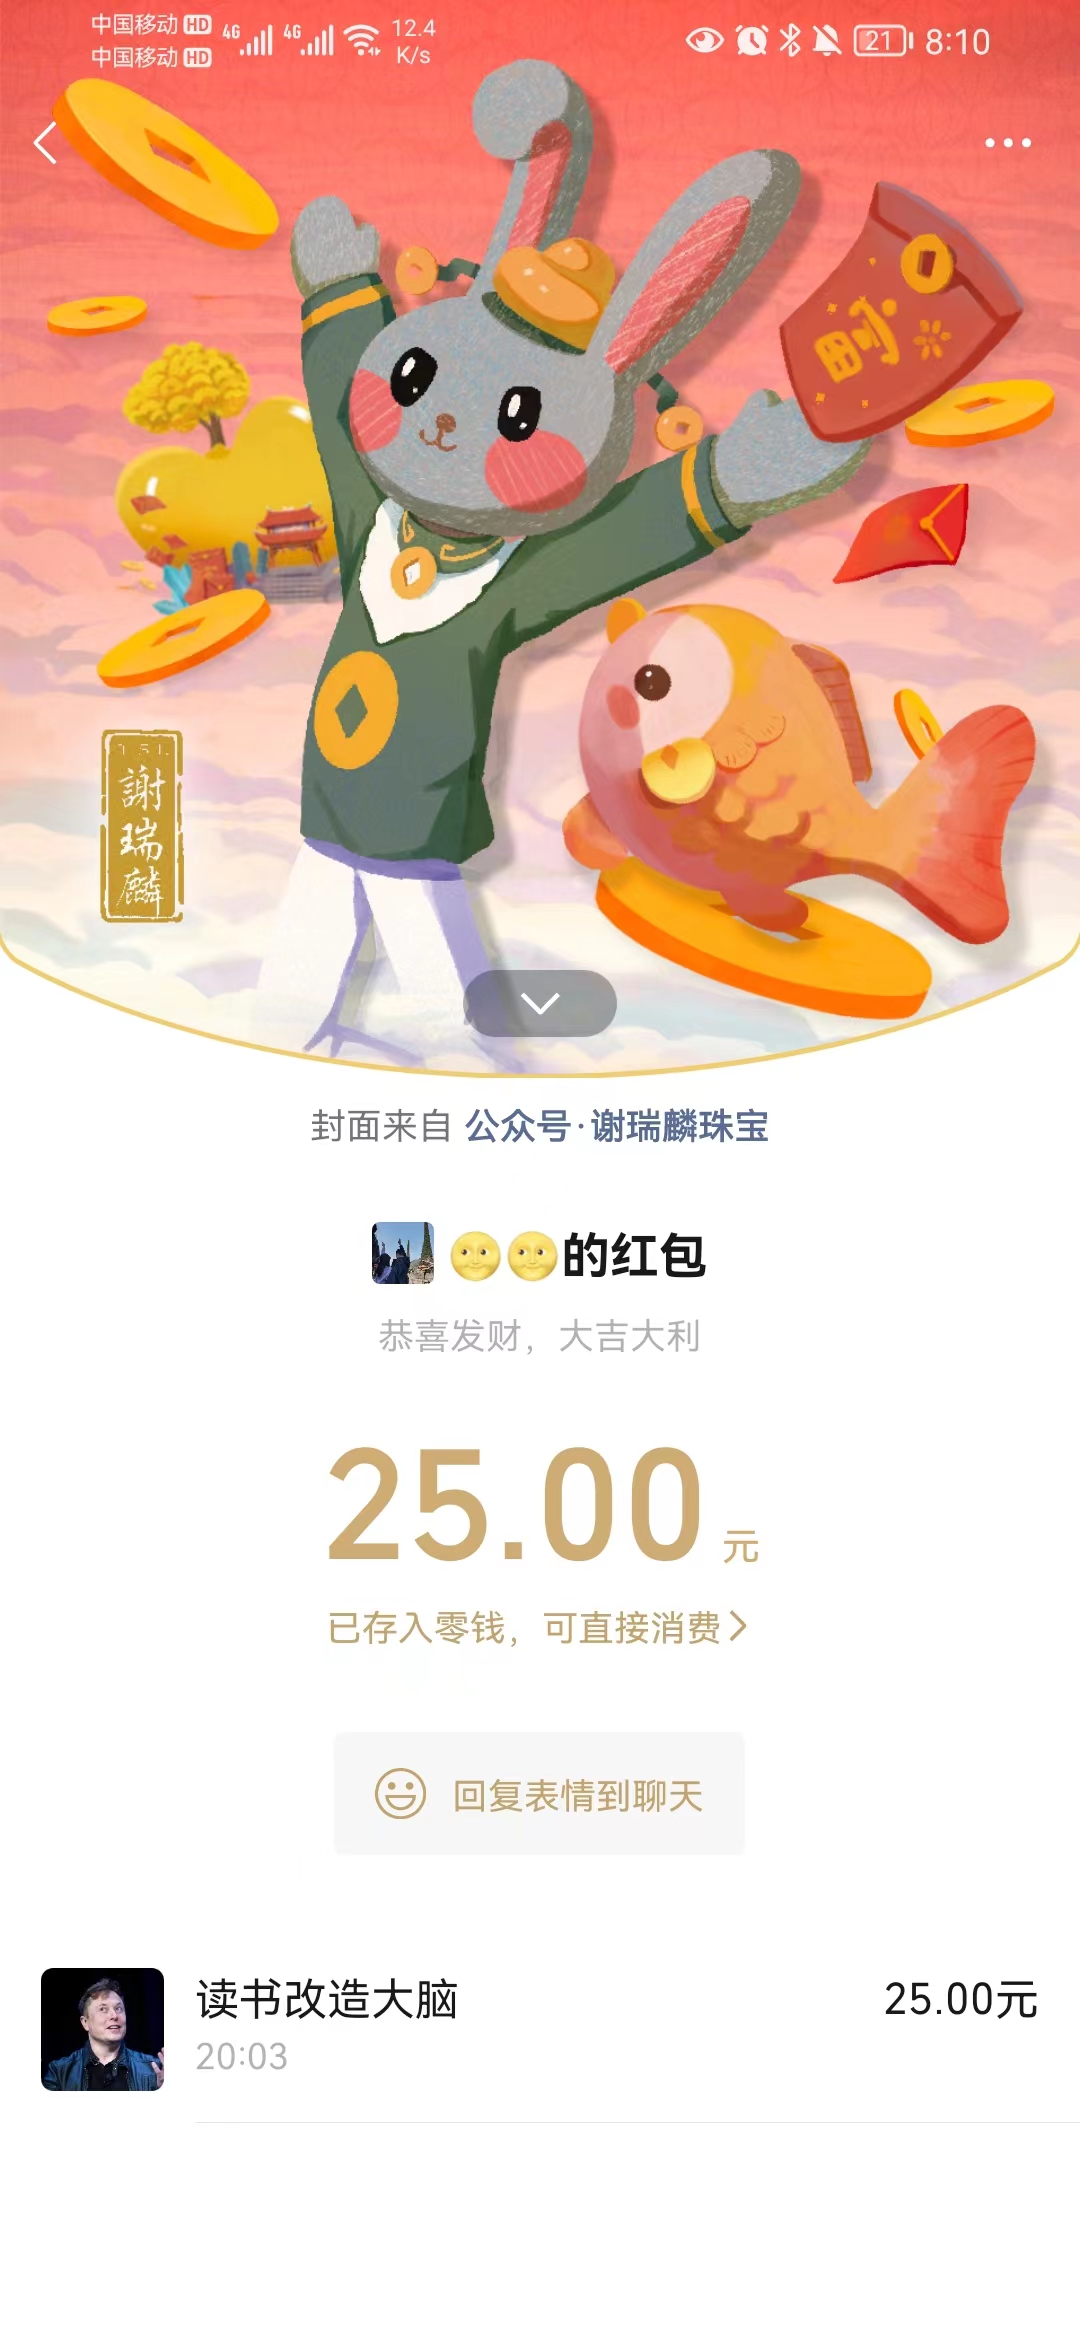 中国移动 HD 4G 4G 12.4
中国移动 HD K/s
21 8:10
富
T S L
謝
瑞
麟
封面来自 公众号·谢瑞麟珠宝
🌝🌝的红包
恭喜发财，大吉大利
25.00 元
已存入零钱，可直接消费
回复表情到聊天
读书改造大脑 25.00元
20:03